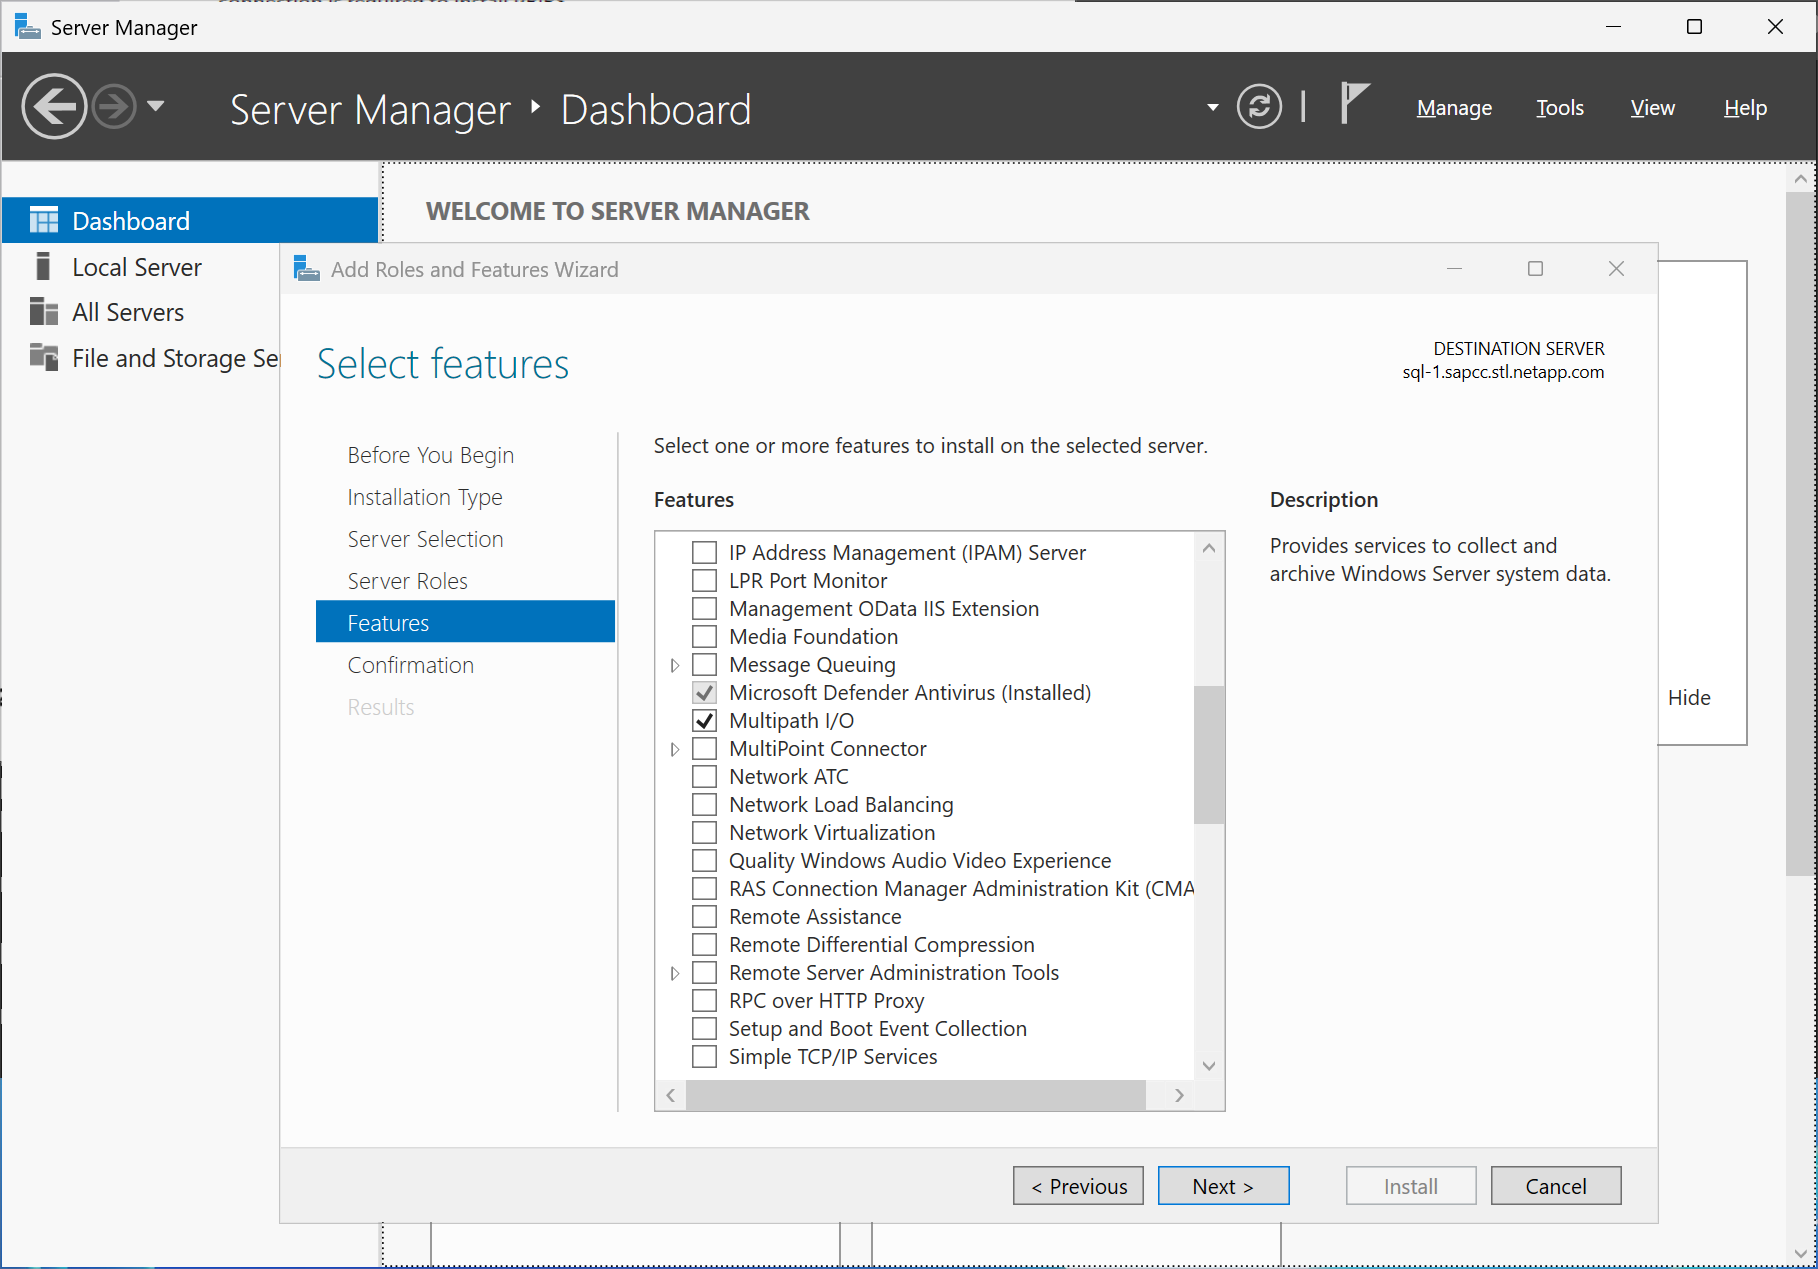 Server Manager
Server Manager Dashboard
Manage
Tools
View
Help
Dashboard
Local Server
All Servers
File and Storage Se
WELCOME TO SERVER MANAGER
Hide
Add Roles and Features Wizard
Select features
DESTINATION SERVER
sql-1.sapcc.stl.netapp.com
Before You Begin
Installation Type
Server Selection
Server Roles
Features
Confirmation
Results
Select one or more features to install on the selected server.
Features
IP Address Management (IPAM) Server
LPR Port Monitor
Management OData IIS Extension
Media Foundation
Message Queuing
Microsoft Defender Antivirus (Installed)
Multipath I/O
MultiPoint Connector
Network ATC
Network Load Balancing
Network Virtualization
Quality Windows Audio Video Experience
RAS Connection Manager Administration Kit (CMA
Remote Assistance
Remote Differential Compression
Remote Server Administration Tools
RPC over HTTP Proxy
Setup and Boot Event Collection
Simple TCP/IP Services
Description
Provides services to collect and
archive Windows Server system data.
< Previous
Next >
Install
Cancel